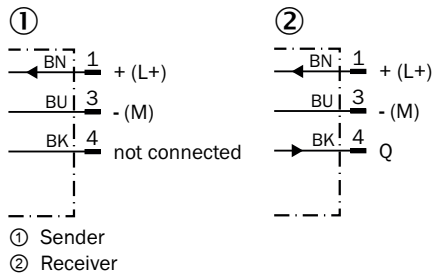 ① ②
BN 1 + (L+) BN 1 + (L+)
BU 3 - (M) BU 3 - (M)
BK 4 not connected BK 4 Q
① Sender
② Receiver